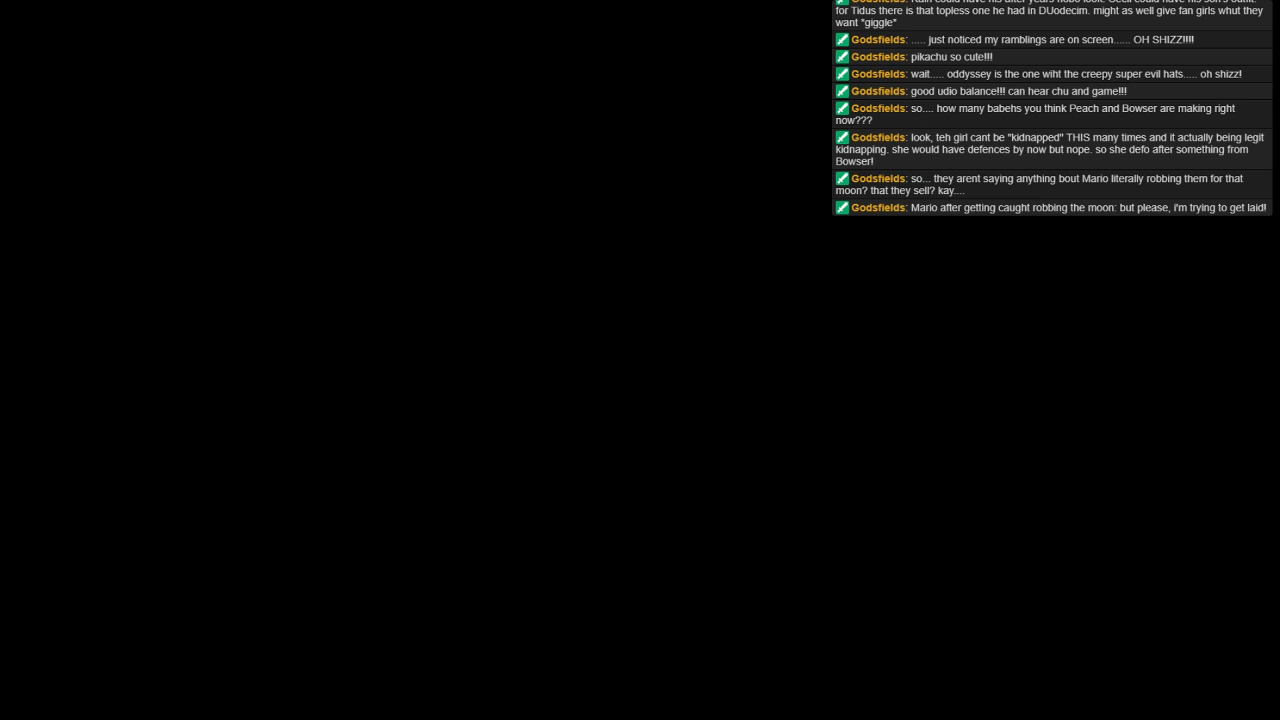 for Tidus there is that topless one he had in DUodecim. might as well give fan girls whut they
want *giggle*
Godsfields: ..... just noticed my ramblings are on screen...... OH SHIZZ!!!!
Godsfields: pikachu so cute!!!
Godsfields: wait..... oddyssey is the one wiht the creepy super evil hats..... oh shizz!
Godsfields: good udio balance!!! can hear chu and game!!!
Godsfields: so.... how many babehs you think Peach and Bowser are making right
now???
Godsfields: look, teh girl cant be "kidnapped" THIS many times and it actually being legit
kidnapping. she would have defences by now but nope. so she defo after something from
Bowser!
Godsfields: so... they arent saying anything bout Mario literally robbing them for that
moon? that they sell? kay....
Godsfields: Mario after getting caught robbing the moon: but please, i'm trying to get laid!